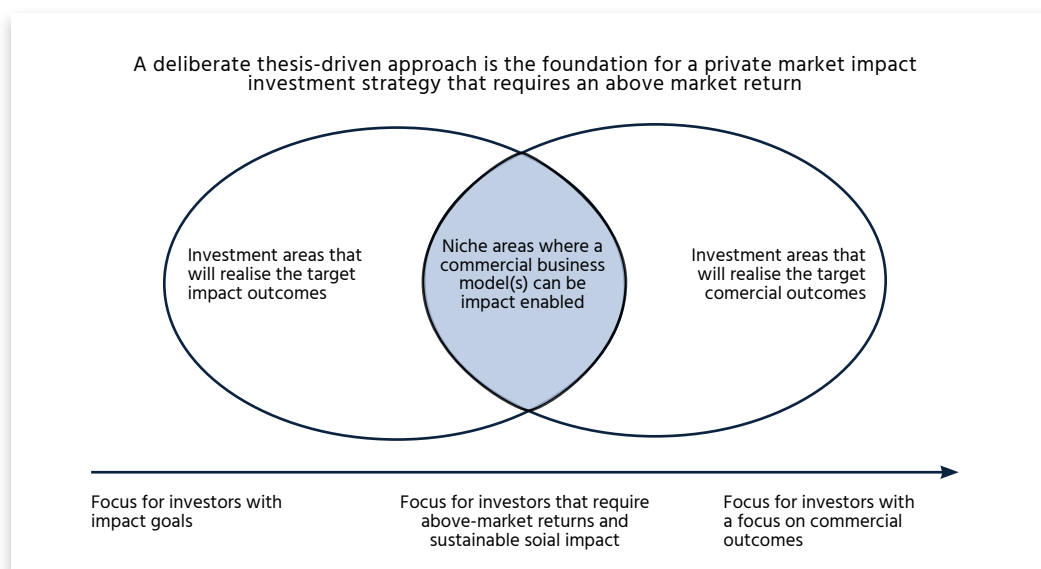 A deliberate thesis-driven approach is the foundation for a private market impact
investment strategy that requires an above market return
Investment areas that
will realise the target
impact outcomes
Niche areas where a
commercial business
model(s) can be
impact enabled
Investment areas that
will realise the target
comercial outcomes
Focus for investors with
impact goals
Focus for investors that require
above-market returns and
sustainable soial impact
Focus for investors with
a focus on commercial
outcomes